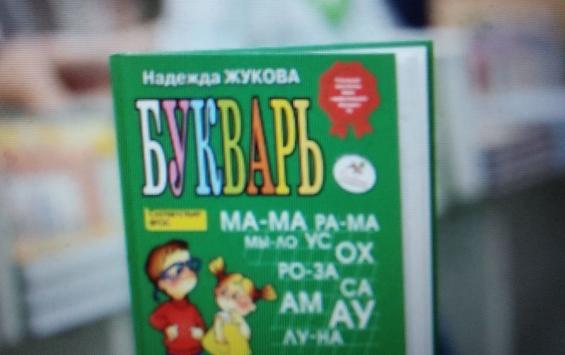 Надежда ЖУКОВА
БУКВАРЬ
МА-МА РА-МА
МЫ-ЛО УС
ОХ
РО-ЗА
СА
АМ АУ
ЛУ-НА